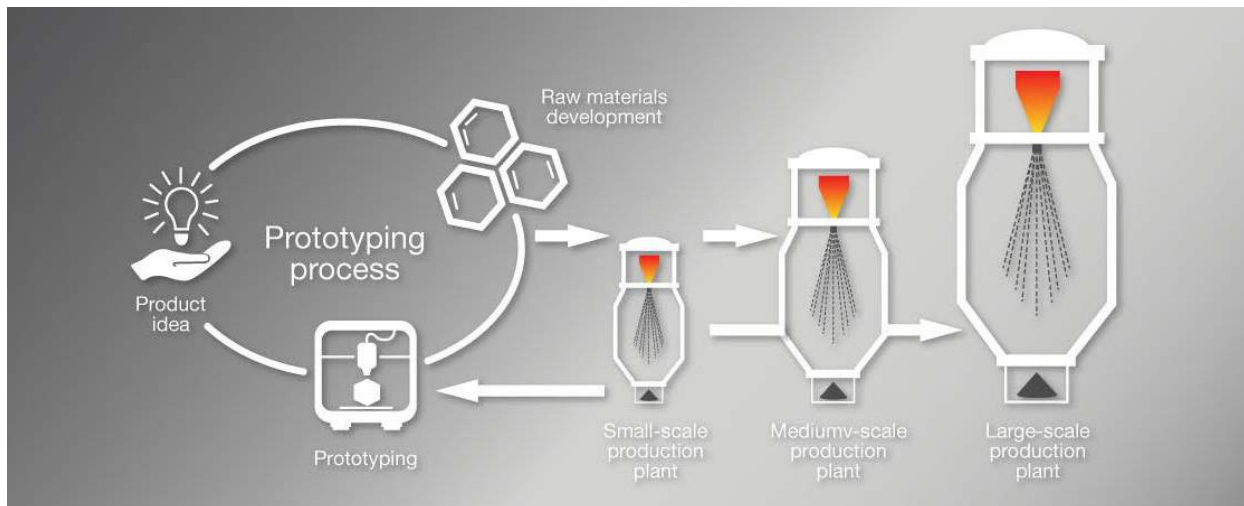 Raw materials
development
Prototyping
process
Product
idea
Prototyping
Small-scale
production
plant
Mediumv-scale
production
plant
Large-scale
production
plant